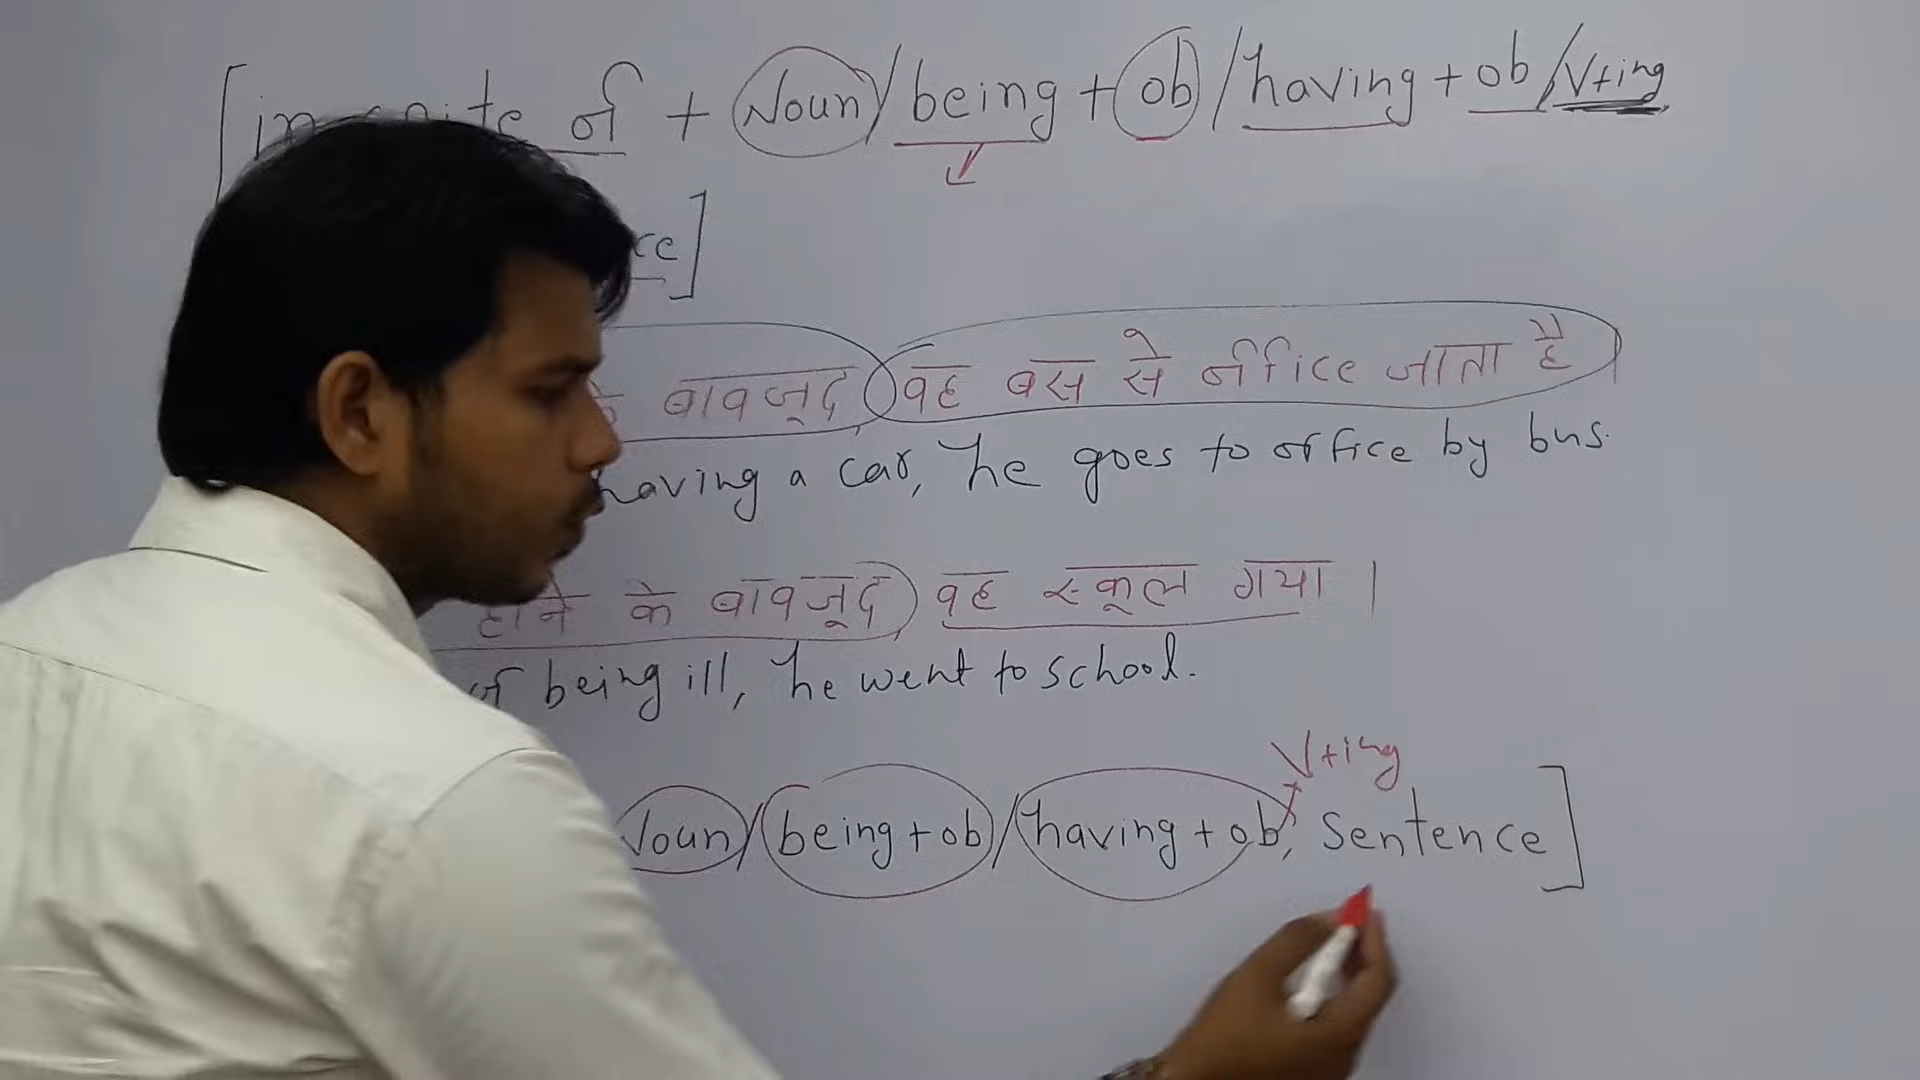 [in spite of + Noun/being + ob/having + ob/V+ing
]
बावजूद, वह बस से office जाता है।
having a car, he goes to office by bus.
होने के बावजूद, वह स्कूल गया।
of being ill, he went to school.
V+ing
Noun/being + ob/having + ob, Sentence]